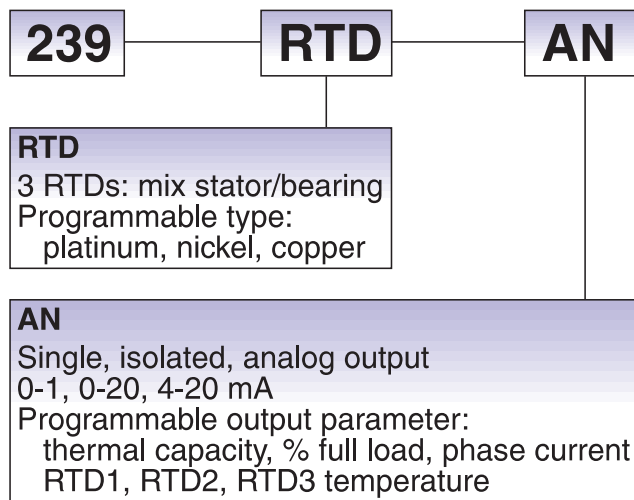 239 RTD AN
RTD
3 RTDs: mix stator/bearing
Programmable type:
platinum, nickel, copper
AN
Single, isolated, analog output
0-1, 0-20, 4-20 mA
Programmable output parameter:
thermal capacity, % full load, phase current
RTD1, RTD2, RTD3 temperature